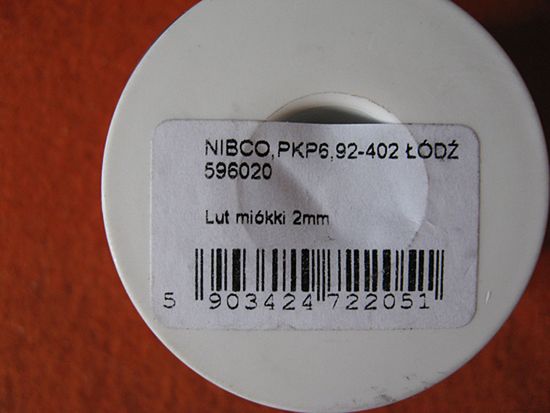 NIBCO,PKP6,92-402 ŁÓDŹ
596020
Lut miókki 2mm
5 903424 722051